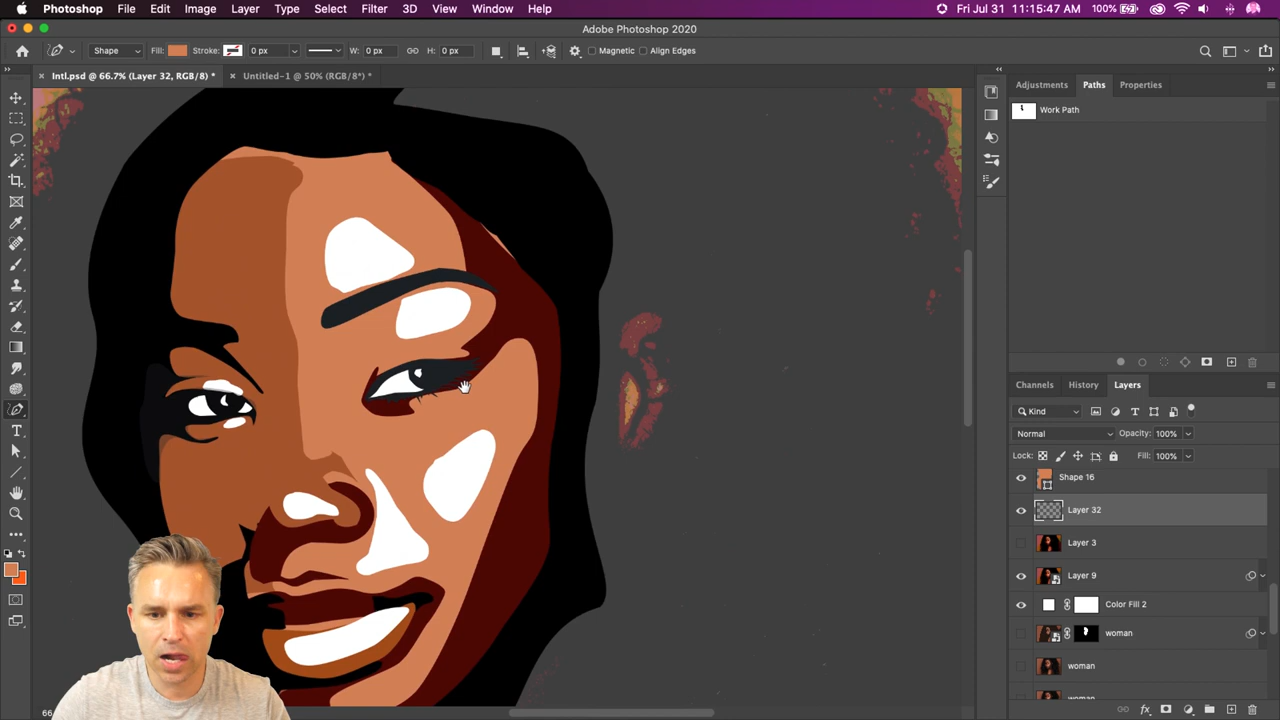 Photoshop File Edit Image Layer Type Select Filter 3D View Window Help 100% Fri Jul 31 11:15:47 AM
Adobe Photoshop 2020
Shape Fill: Stroke: 0 px W: 0 px H: 0 px Magnetic Align Edges
Intl.psd @ 66.7% (Layer 32, RGB/8) * Untitled-1 @ 50% (RGB/8*) *
Adjustments Paths Properties
Work Path
Channels History Layers
Kind
Normal Opacity: 100%
Lock: Fill: 100%
Shape 16
Layer 32
Layer 3
Layer 9
Color Fill 2
woman
woman
woman
66